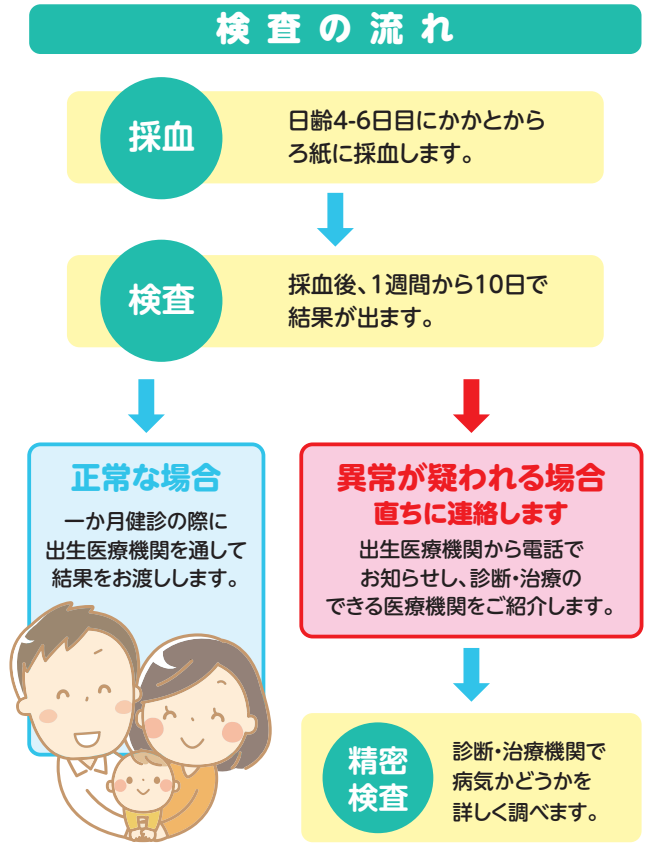 検査の流れ
採血
日齢4-6日目にかかとから
ろ紙に採血します。
検査
採血後、1週間から10日で
結果が出ます。
正常な場合
一か月健診の際に
出生医療機関を通して
結果をお渡しします。
異常が疑われる場合
直ちに連絡します
出生医療機関から電話で
お知らせし、診断・治療の
できる医療機関をご紹介します。
精密
検査
診断・治療機関で
病気かどうかを
詳しく調べます。